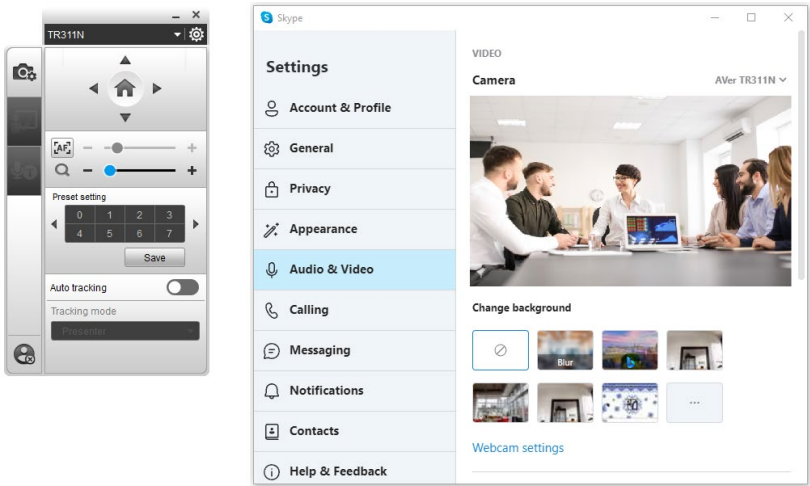 TR311N
AF
Preset setting
0 1 2 3
4 5 6 7
Save
Auto tracking
Tracking mode
Presenter
Skype
Settings
Account & Profile
General
Privacy
Appearance
Audio & Video
Calling
Messaging
Notifications
Contacts
Help & Feedback
VIDEO
Camera AVer TR311N
Change background
Blur
...
Webcam settings